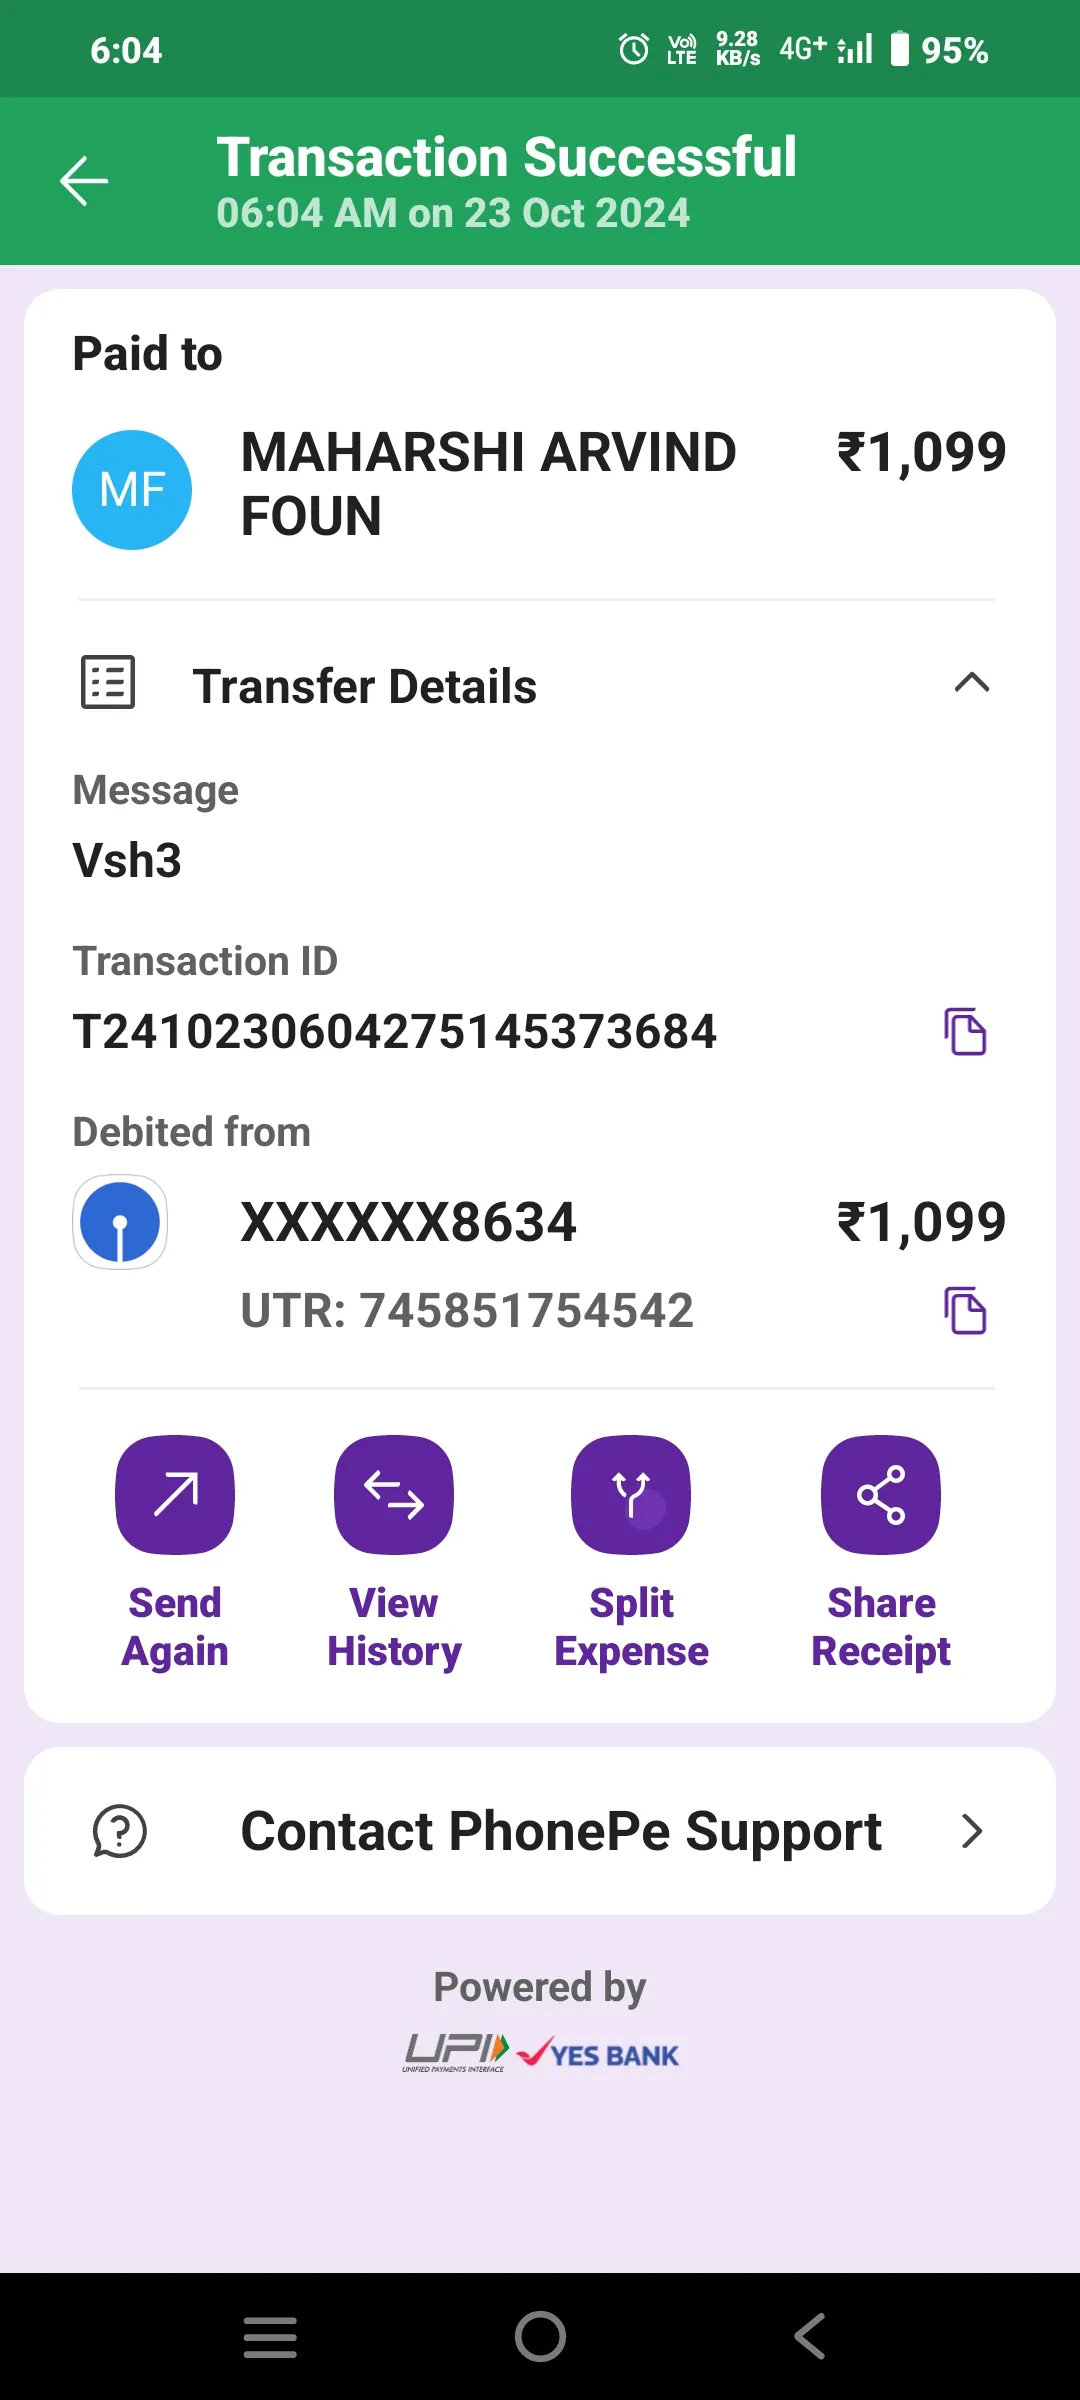 6:04
Vo)) LTE 9.28 KB/s 4G+ 95%
Transaction Successful
06:04 AM on 23 Oct 2024
Paid to
MF
MAHARSHI ARVIND FOUN
₹1,099
Transfer Details
Message
Vsh3
Transaction ID
T2410230604275145373684
Debited from
XXXXXX8634
₹1,099
UTR: 745851754542
Send Again
View History
Split Expense
Share Receipt
Contact PhonePe Support
Powered by
UPI
UNIFIED PAYMENTS INTERFACE
YES BANK